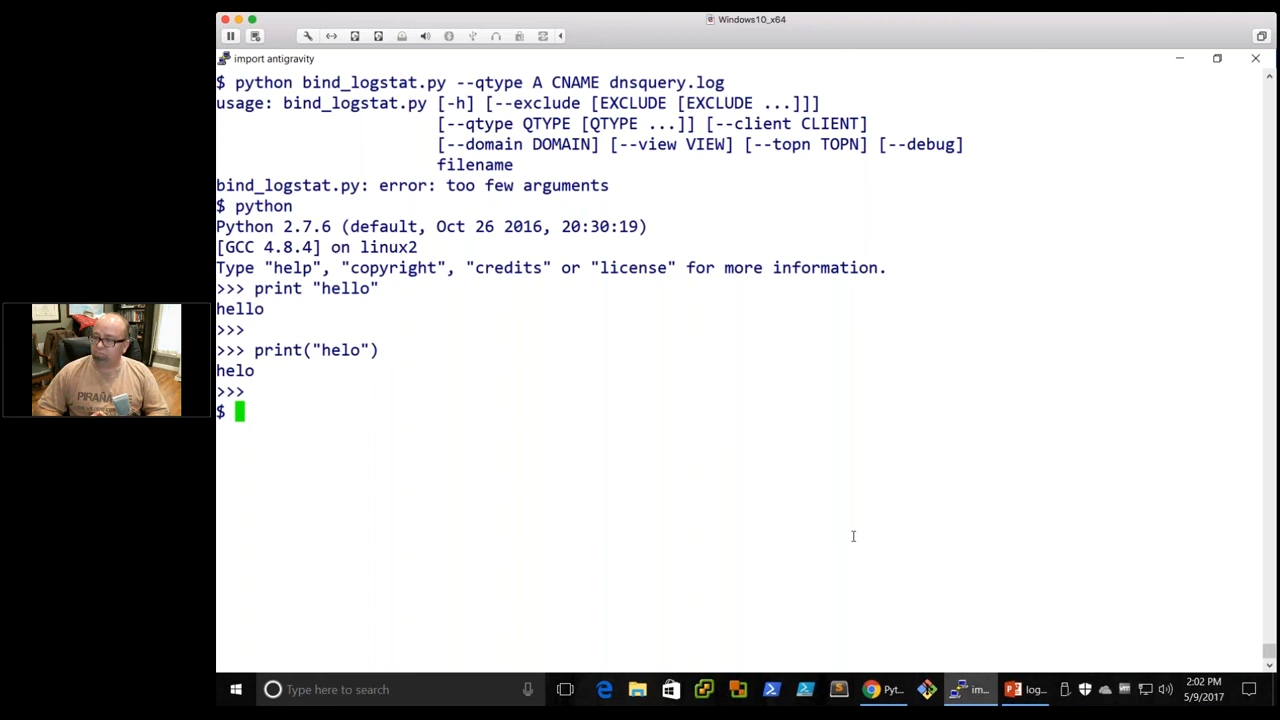 Windows10_x64
import antigravity
$ python bind_logstat.py --qtype A CNAME dnsquery.log
usage: bind_logstat.py [-h] [--exclude [EXCLUDE [EXCLUDE ...]]]
[--qtype QTYPE [QTYPE ...]] [--client CLIENT]
[--domain DOMAIN] [--view VIEW] [--topn TOPN] [--debug]
filename
bind_logstat.py: error: too few arguments
$ python
Python 2.7.6 (default, Oct 26 2016, 20:30:19)
[GCC 4.8.4] on linux2
Type "help", "copyright", "credits" or "license" for more information.
>>> print "hello"
hello
>>>
>>> print("helo")
helo
>>>
$
PIRAÑA
Type here to search
Pyt...
im...
log...
2:02 PM
5/9/2017